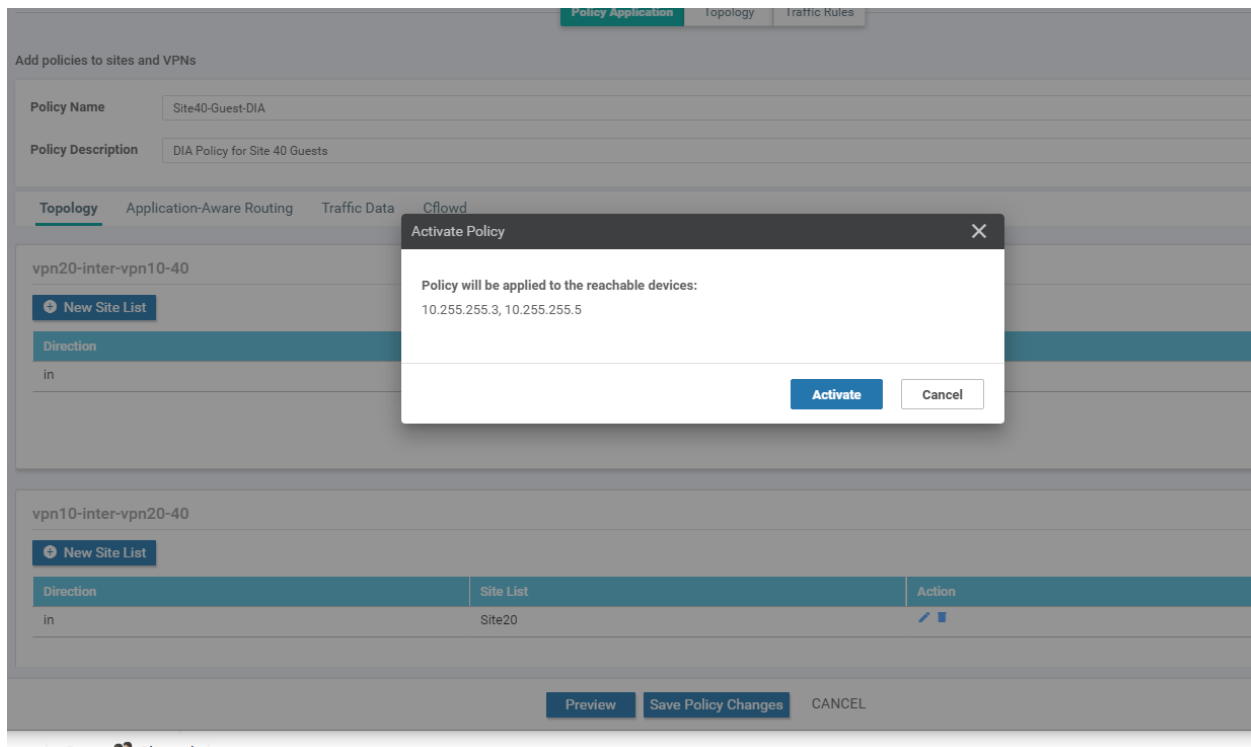 Policy Application Topology Traffic Rules
Add policies to sites and VPNs
Policy Name Site40-Guest-DIA
Policy Description DIA Policy for Site 40 Guests
Topology Application-Aware Routing Traffic Data Cflowd
Activate Policy
vpn20-inter-vpn10-40
Policy will be applied to the reachable devices:
New Site List
10.255.255.3, 10.255.255.5
Direction
in
Activate Cancel
vpn10-inter-vpn20-40
New Site List
Direction Site List Action
in Site20
Preview Save Policy Changes CANCEL